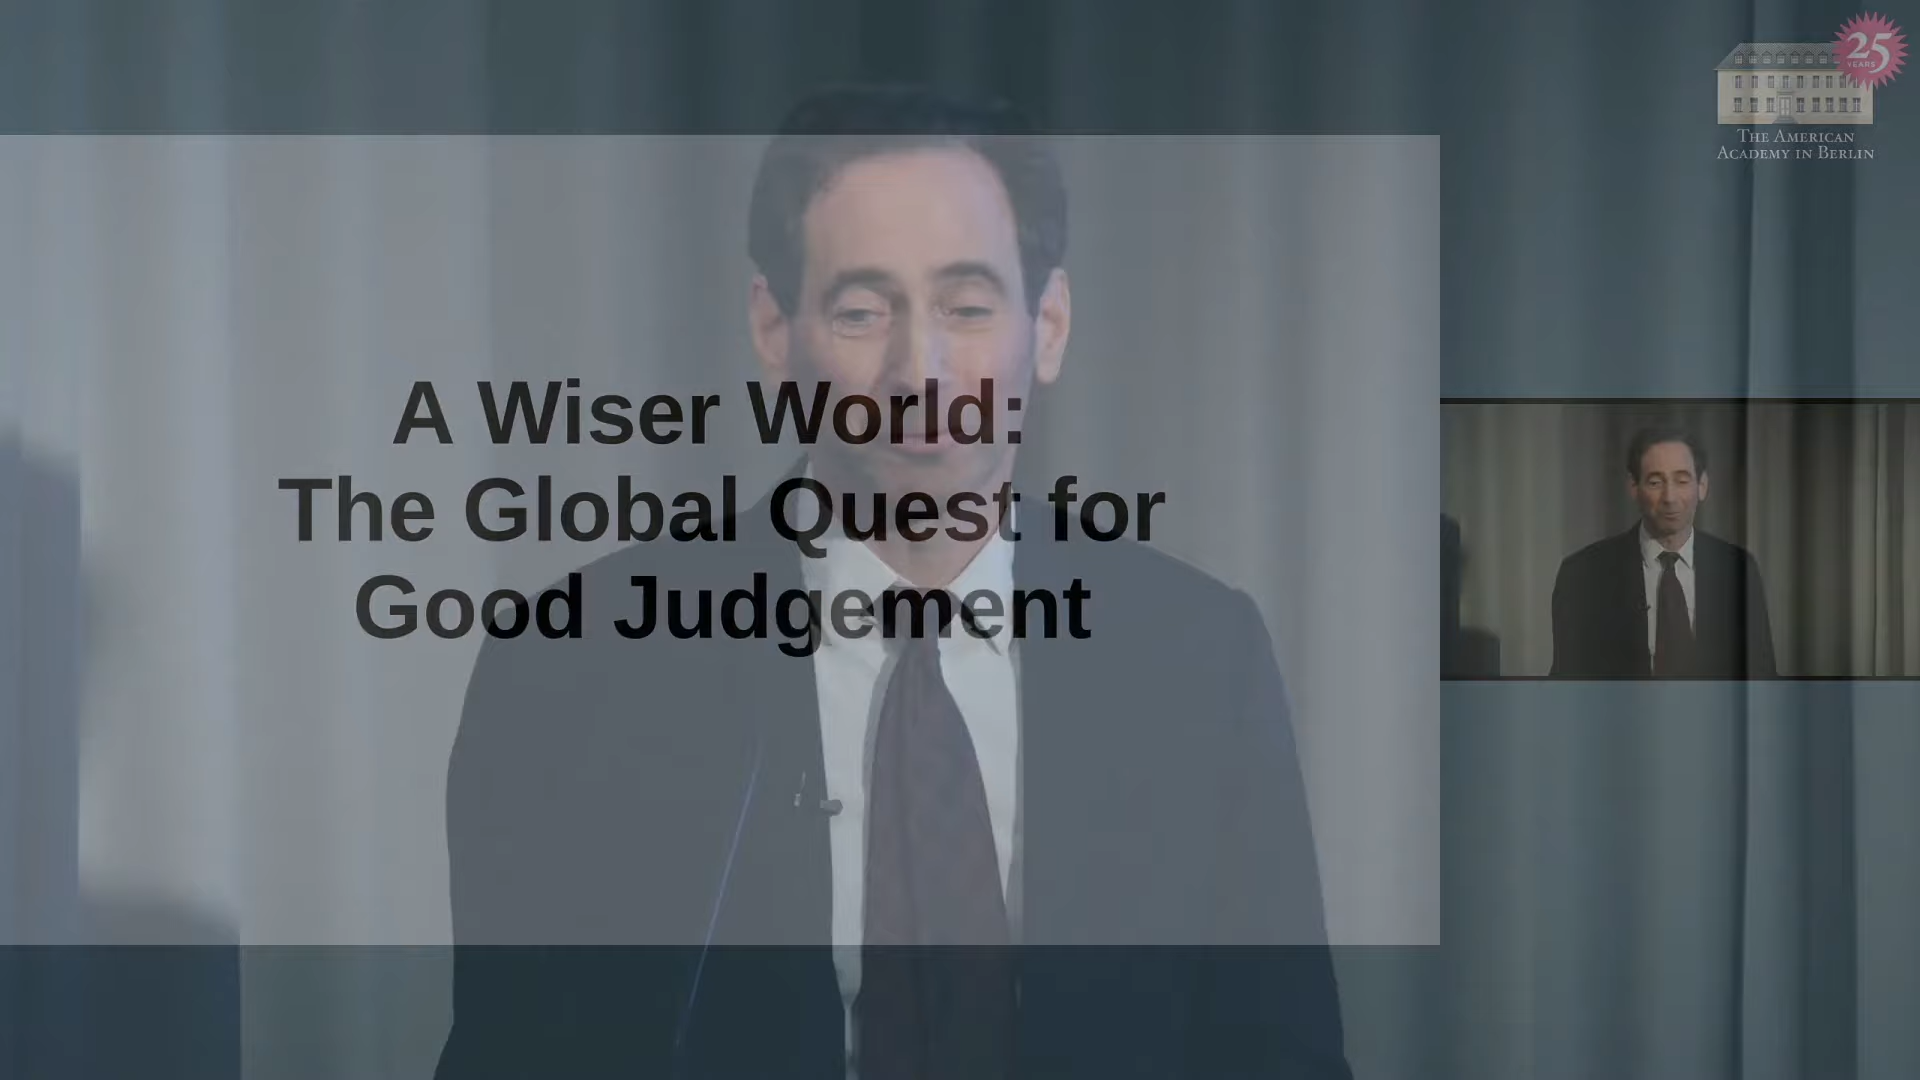 A Wiser World:
The Global Quest for
Good Judgement
25
YEARS
THE AMERICAN
ACADEMY IN BERLIN